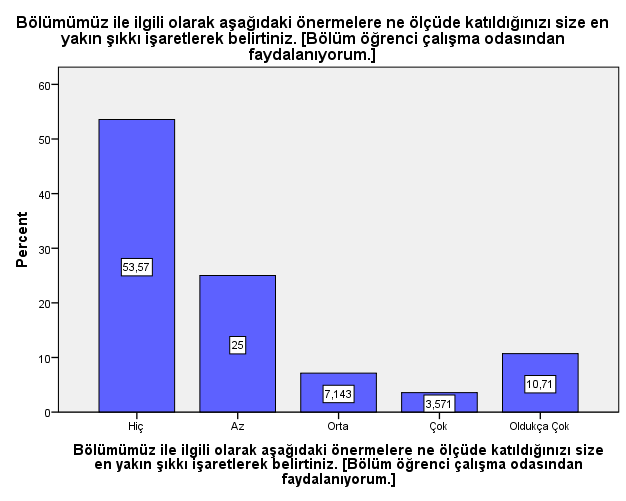 Bölümümüz ile ilgili olarak aşağıdaki önermelere ne ölçüde katıldığınızı size en
yakın şıkkı işaretlerek belirtiniz. [Bölüm öğrenci çalışma odasından
faydalanıyorum.]
60
50
40
30
20
10
0
Percent
53,57
25
7,143
3,571
10,71
Hiç
Az
Orta
Çok
Oldukça Çok
Bölümümüz ile ilgili olarak aşağıdaki önermelere ne ölçüde katıldığınızı size
en yakın şıkkı işaretlerek belirtiniz. [Bölüm öğrenci çalışma odasından
faydalanıyorum.]